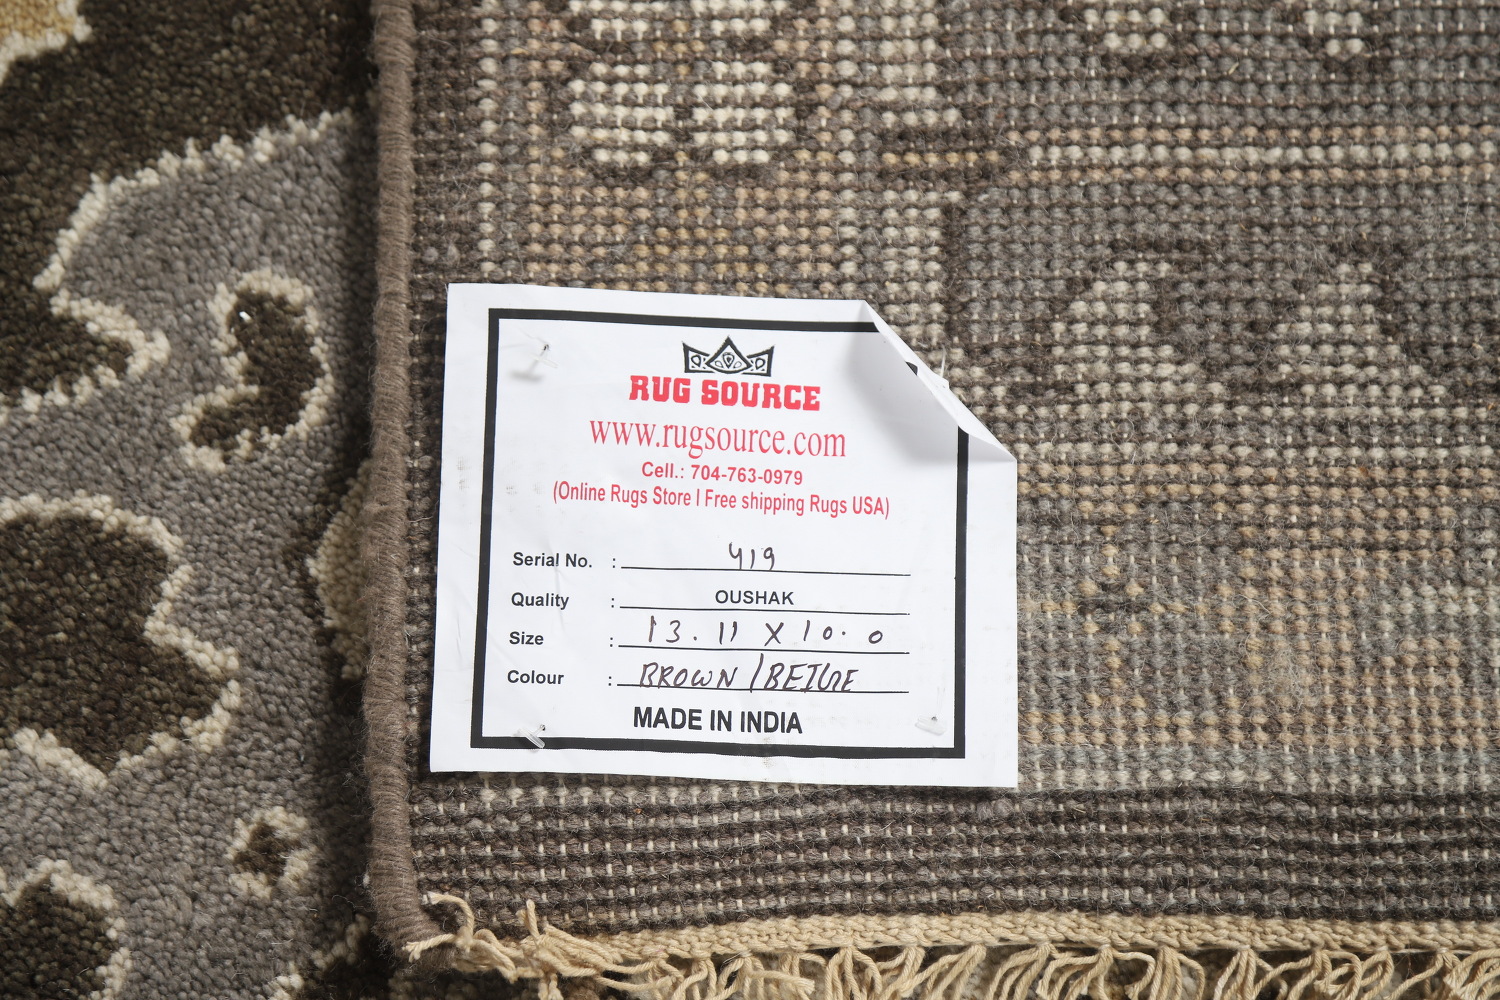 RUG SOURCE
www.rugsource.com
Cell.: 704-763-0979
(Online Rugs Store I Free shipping Rugs USA)
Serial No. : 419
Quality : OUSHAK
Size : 13.11 X 10.0
Colour : BROWN/BEIGE
MADE IN INDIA